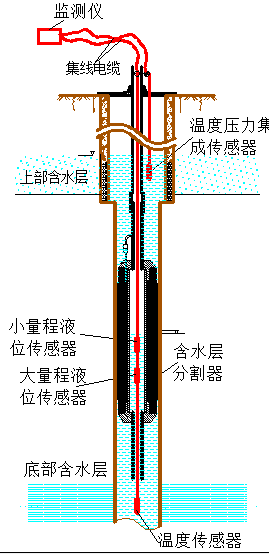 监测仪
集线电缆
温度压力集
成传感器
上部含水层
小量程液
位传感器
含水层
分割器
大量程液
位传感器
底部含水层
温度传感器